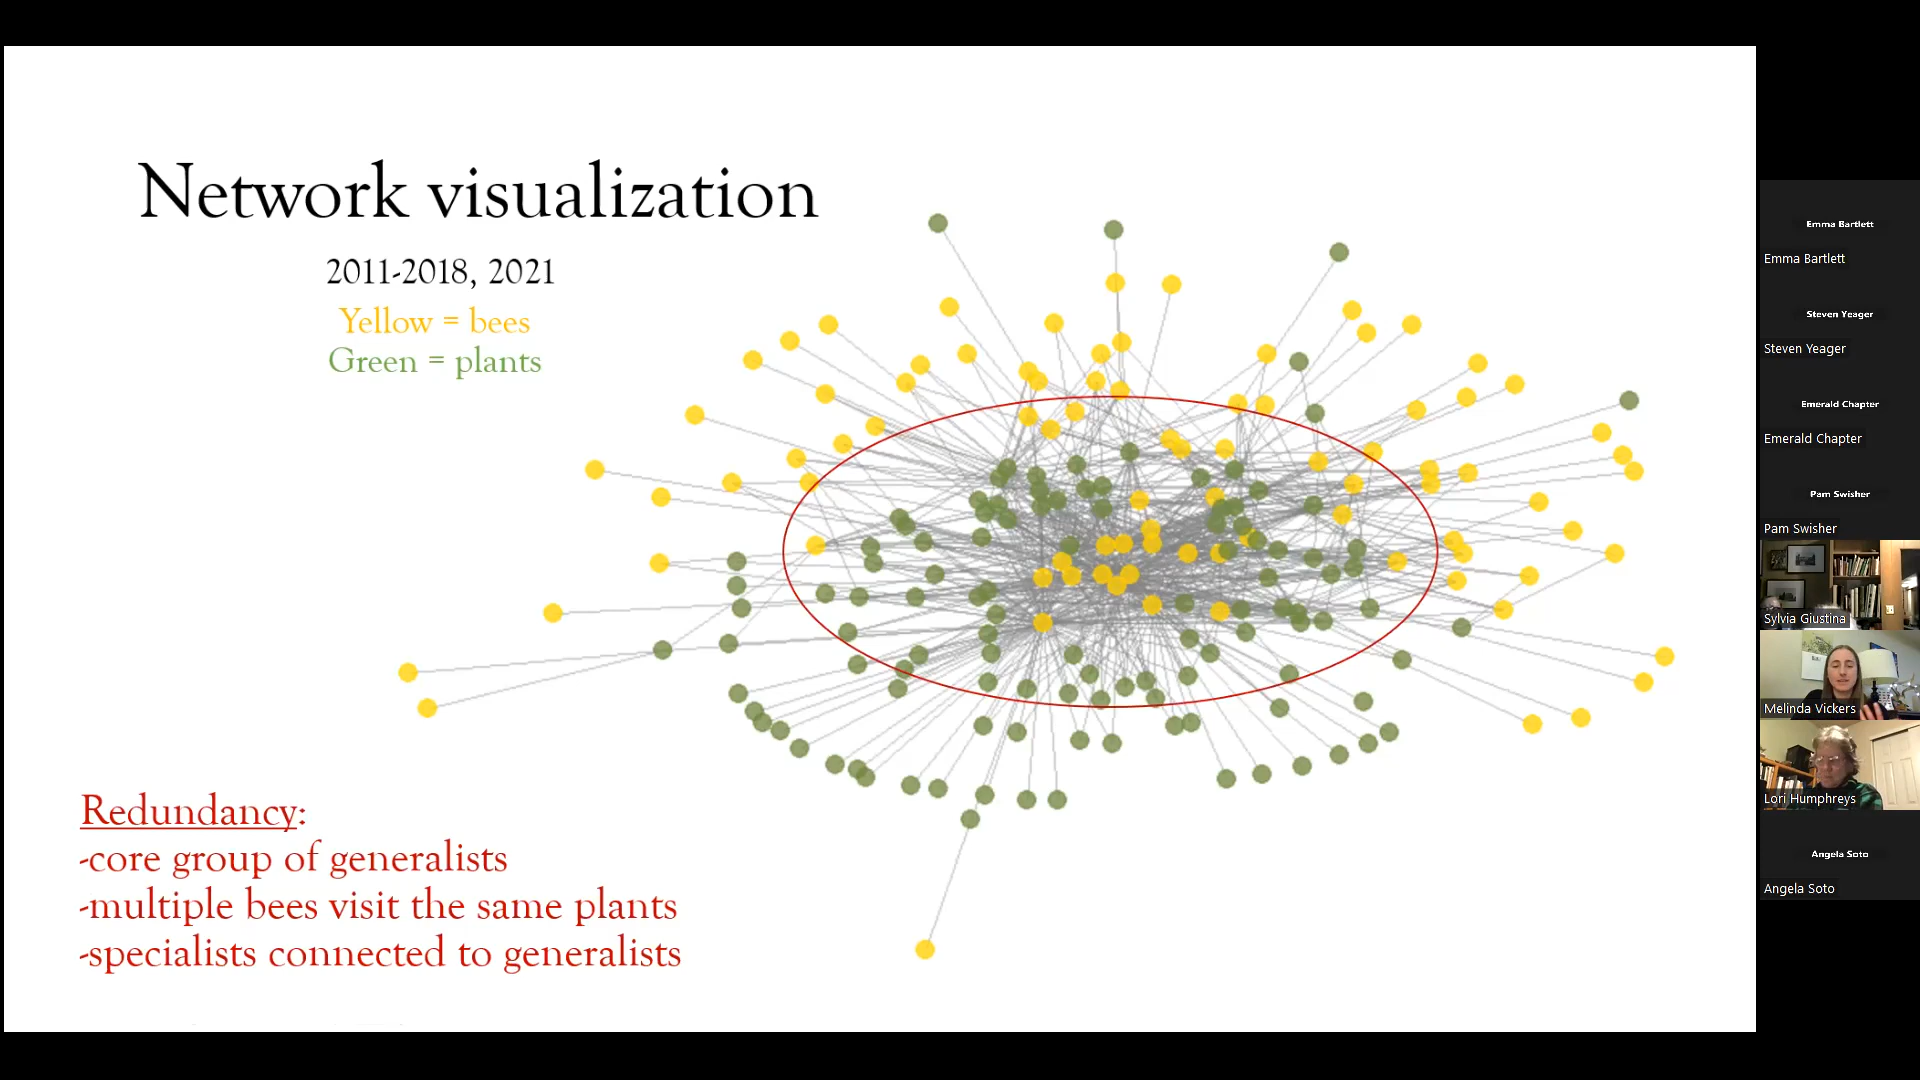 Network visualization
2011-2018, 2021
Yellow = bees
Green = plants
Redundancy:
-core group of generalists
-multiple bees visit the same plants
-specialists connected to generalists
Emma Bartlett
Emma Bartlett
Steven Yeager
Steven Yeager
Emerald Chapter
Emerald Chapter
Pam Swisher
Pam Swisher
Sylvia Giustina
Melinda Vickers
Lori Humphreys
Angela Soto
Angela Soto